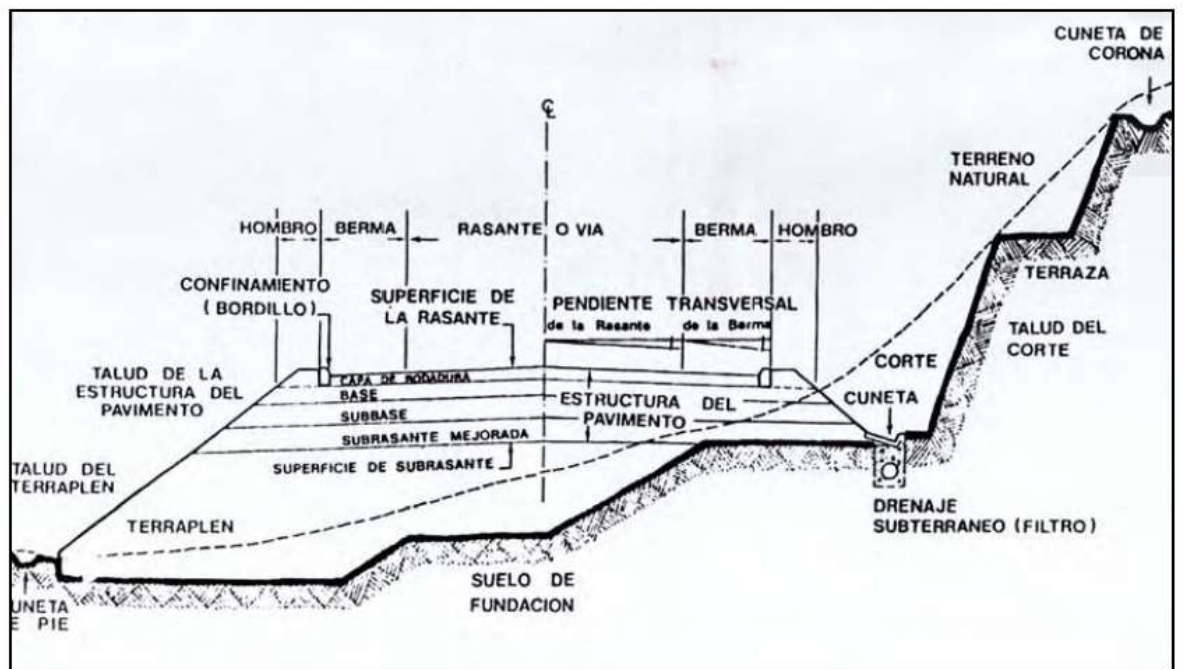 CUNETA DE
CORONA
℄
TERRENO
NATURAL
HOMBRO
BERMA
RASANTE O VIA
BERMA
HOMBRO
TERRAZA
CONFINAMIENTO
(BORDILLO)
SUPERFICIE DE
LA RASANTE
PENDIENTE TRANSVERSAL
de la Rasante
de la Berma
TALUD DEL
CORTE
CORTE
TALUD DE LA
ESTRUCTURA DEL
PAVIMENTO
CAPA DE RODADURA
BASE
ESTRUCTURA DEL
PAVIMENTO
CUNETA
SUBBASE
SUBRASANTE MEJORADA
SUPERFICIE DE SUBRASANTE
TALUD DEL
TERRAPLEN
TERRAPLEN
DRENAJE
SUBTERRANEO (FILTRO)
SUELO DE
FUNDACION
UNETA
E PIE